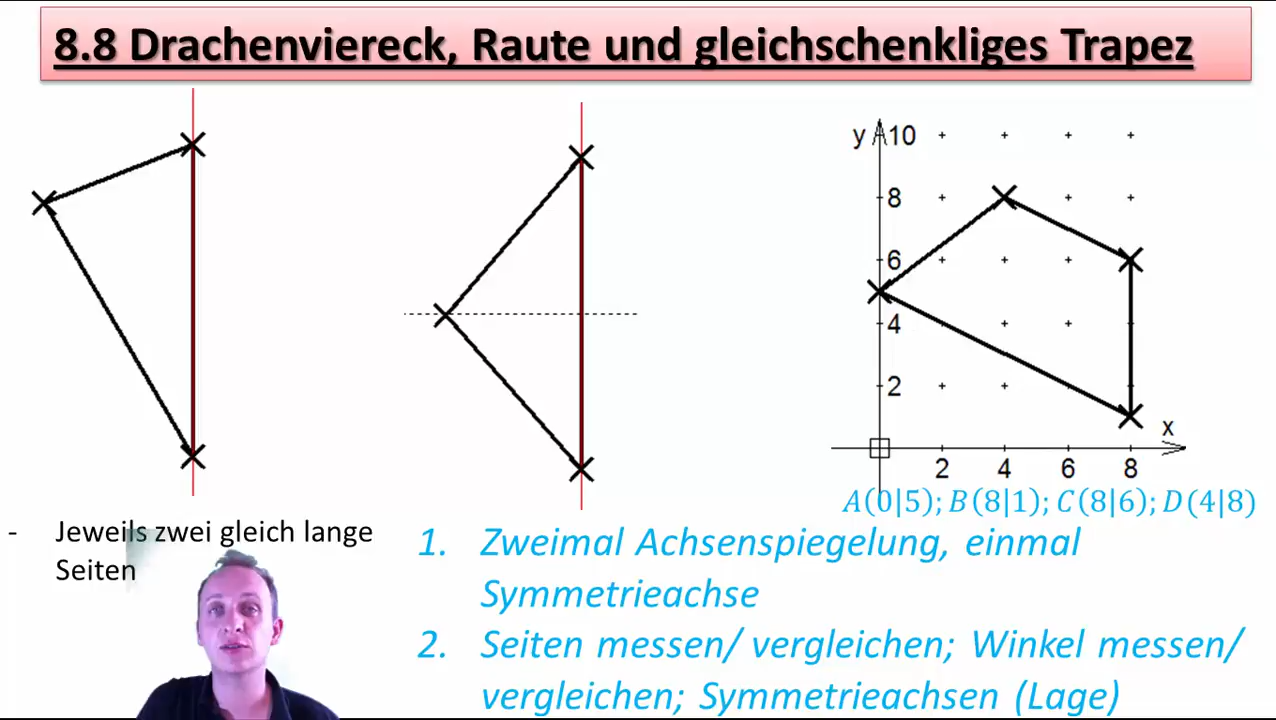 8.8 Drachenviereck, Raute und gleichschenkliges Trapez
y 10
8
6
4
2
x
2 4 6 8
A(0|5); B(8|1); C(8|6); D(4|8)
- Jeweils zwei gleich lange
Seiten
1. Zweimal Achsenspiegelung, einmal
Symmetrieachse
2. Seiten messen/ vergleichen; Winkel messen/
vergleichen; Symmetrieachsen (Lage)